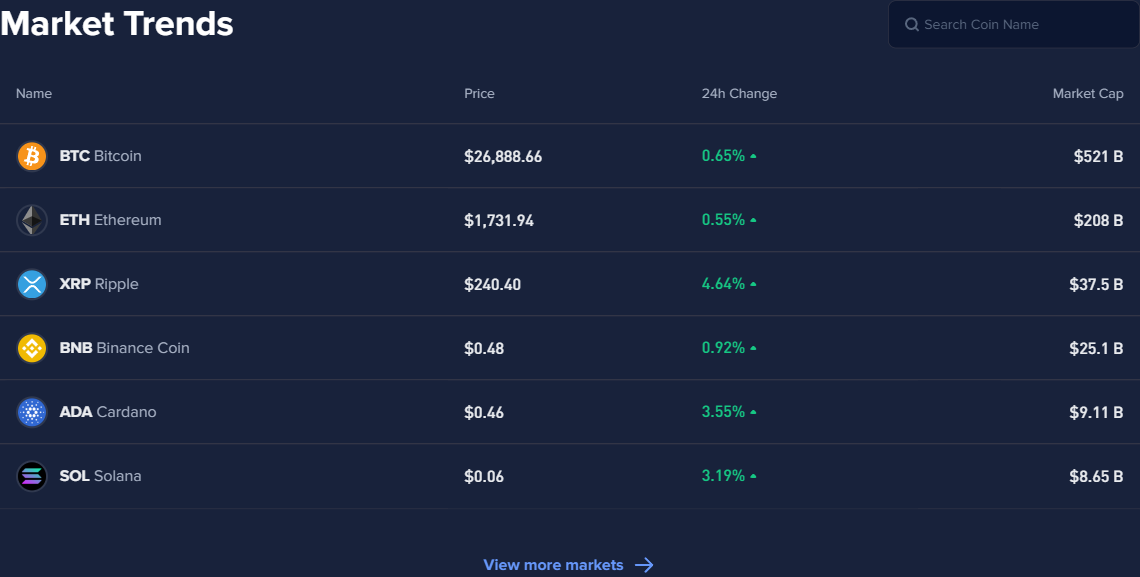 Market Trends
Search Coin Name
Name Price 24h Change Market Cap
BTC Bitcoin $26,888.66 0.65% $521 B
ETH Ethereum $1,731.94 0.55% $208 B
XRP Ripple $240.40 4.64% $37.5 B
BNB Binance Coin $0.48 0.92% $25.1 B
ADA Cardano $0.46 3.55% $9.11 B
SOL Solana $0.06 3.19% $8.65 B
View more markets